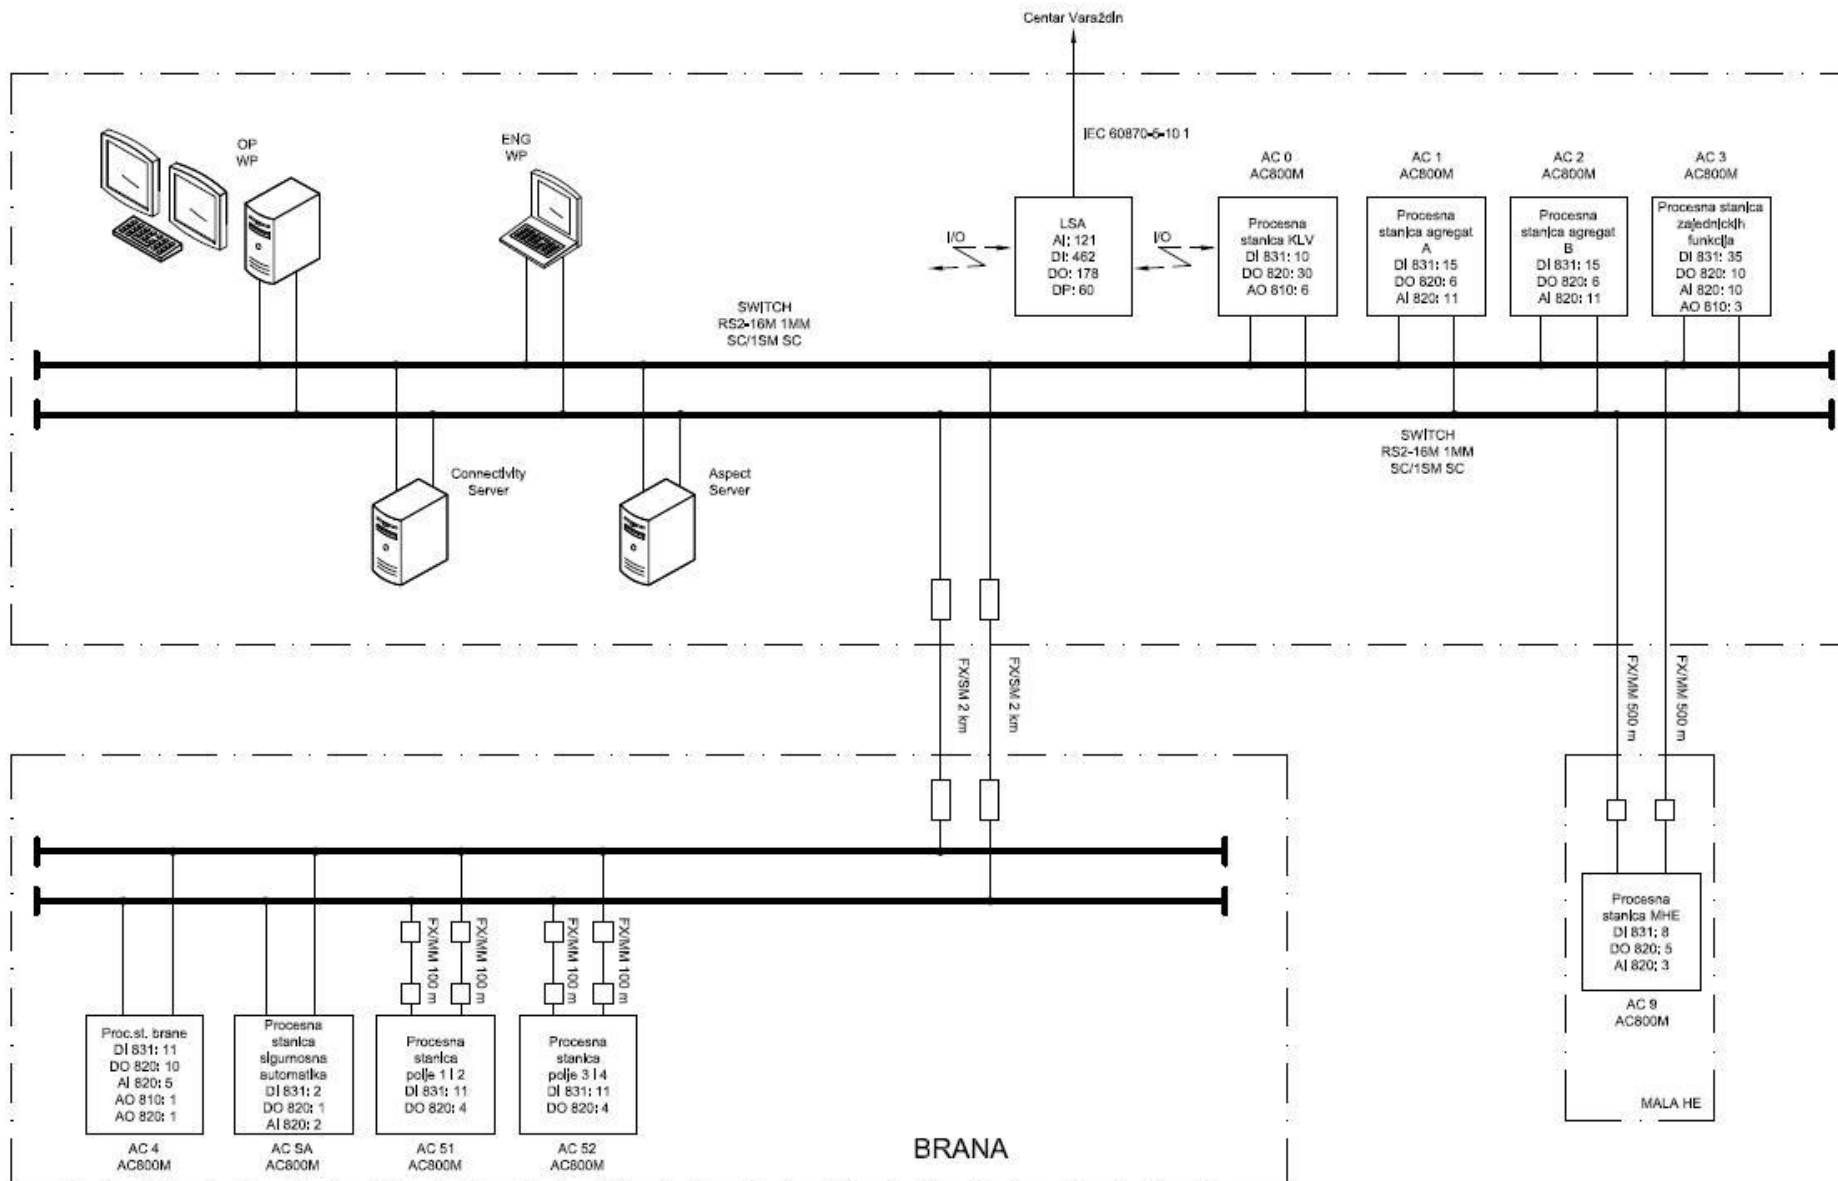 Centar Varaždin
IEC 60870-5-10 1
OP
WP
ENG
WP
AC 0
AC800M
AC 1
AC800M
AC 2
AC800M
AC 3
AC800M
I/O
LSA
AI: 121
DI: 462
DO: 178
DP: 60
I/O
Procesna
stanica KLV
DI 831: 10
DO 820: 30
AO 810: 6
Procesna
stanica agregat
A
DI 831: 15
DO 820: 6
AI 820: 11
Procesna
stanica agregat
B
DI 831: 15
DO 820: 6
AI 820: 11
Procesna stanica
zajedničkih
funkcija
DI 831: 35
DO 820: 10
AI 820: 10
AO 810: 3
SWITCH
RS2-16M 1MM
SC/1SM SC
SWITCH
RS2-16M 1MM
SC/1SM SC
Connectivity
Server
Aspect
Server
FX/SM 2 km
FX/SM 2 km
FX/MM 500 m
FX/MM 500 m
FX/MM 100 m
FX/MM 100 m
FX/MM 100 m
FX/MM 100 m
Proc.st. brane
DI 831: 11
DO 820: 10
AI 820: 5
AO 810: 1
AO 820: 1
AC 4
AC800M
Procesna
stanica
sigurnosna
automatika
DI 831: 2
DO 820: 1
AI 820: 2
AC SA
AC800M
Procesna
stanica
polje 1 i 2
DI 831: 11
DO 820: 4
AC 51
AC800M
Procesna
stanica
polje 3 i 4
DI 831: 11
DO 820: 4
AC 52
AC800M
BRANA
Procesna
stanica MHE
DI 831: 8
DO 820: 5
AI 820: 3
AC 9
AC800M
MALA HE